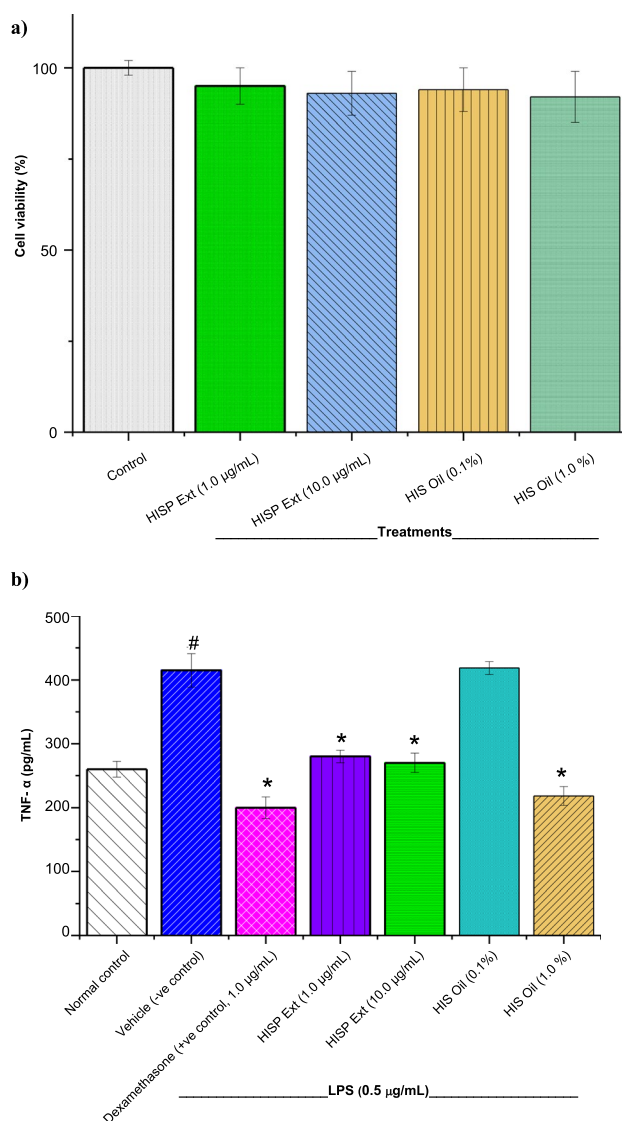 a)
100
50
0
Cell viability (%)
Control
HISP Ext (1.0 µg/mL)
HISP Ext (10.0 µg/mL)
HIS Oil (0.1%)
HIS Oil (1.0 %)
Treatments
b)
500
400
300
200
100
0
TNF- α (pg/mL)
#
*
*
*
*
Normal control
Vehicle (-ve control)
Dexamethasone (+ve control, 1.0 µg/mL)
HISP Ext (1.0 µg/mL)
HISP Ext (10.0 µg/mL)
HIS Oil (0.1%)
HIS Oil (1.0 %)
LPS (0.5 µg/mL)